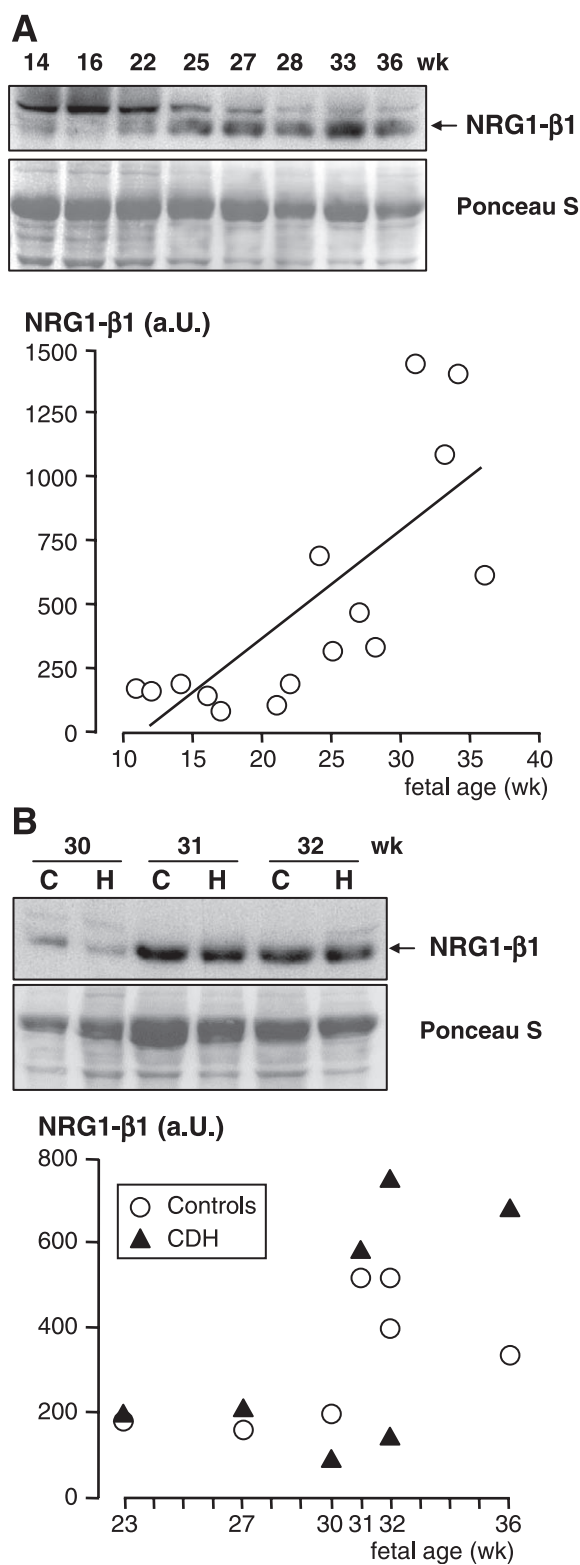 A
14 16 22 25 27 28 33 36 wk
NRG1-β1
Ponceau S
NRG1-β1 (a.U.)
1500
1250
1000
750
500
250
0
10 15 20 25 30 35 40
fetal age (wk)
B
30 31 32 wk
C H C H C H
NRG1-β1
Ponceau S
NRG1-β1 (a.U.)
800
600
400
200
0
Controls
CDH
23 27 30 31 32 36
fetal age (wk)